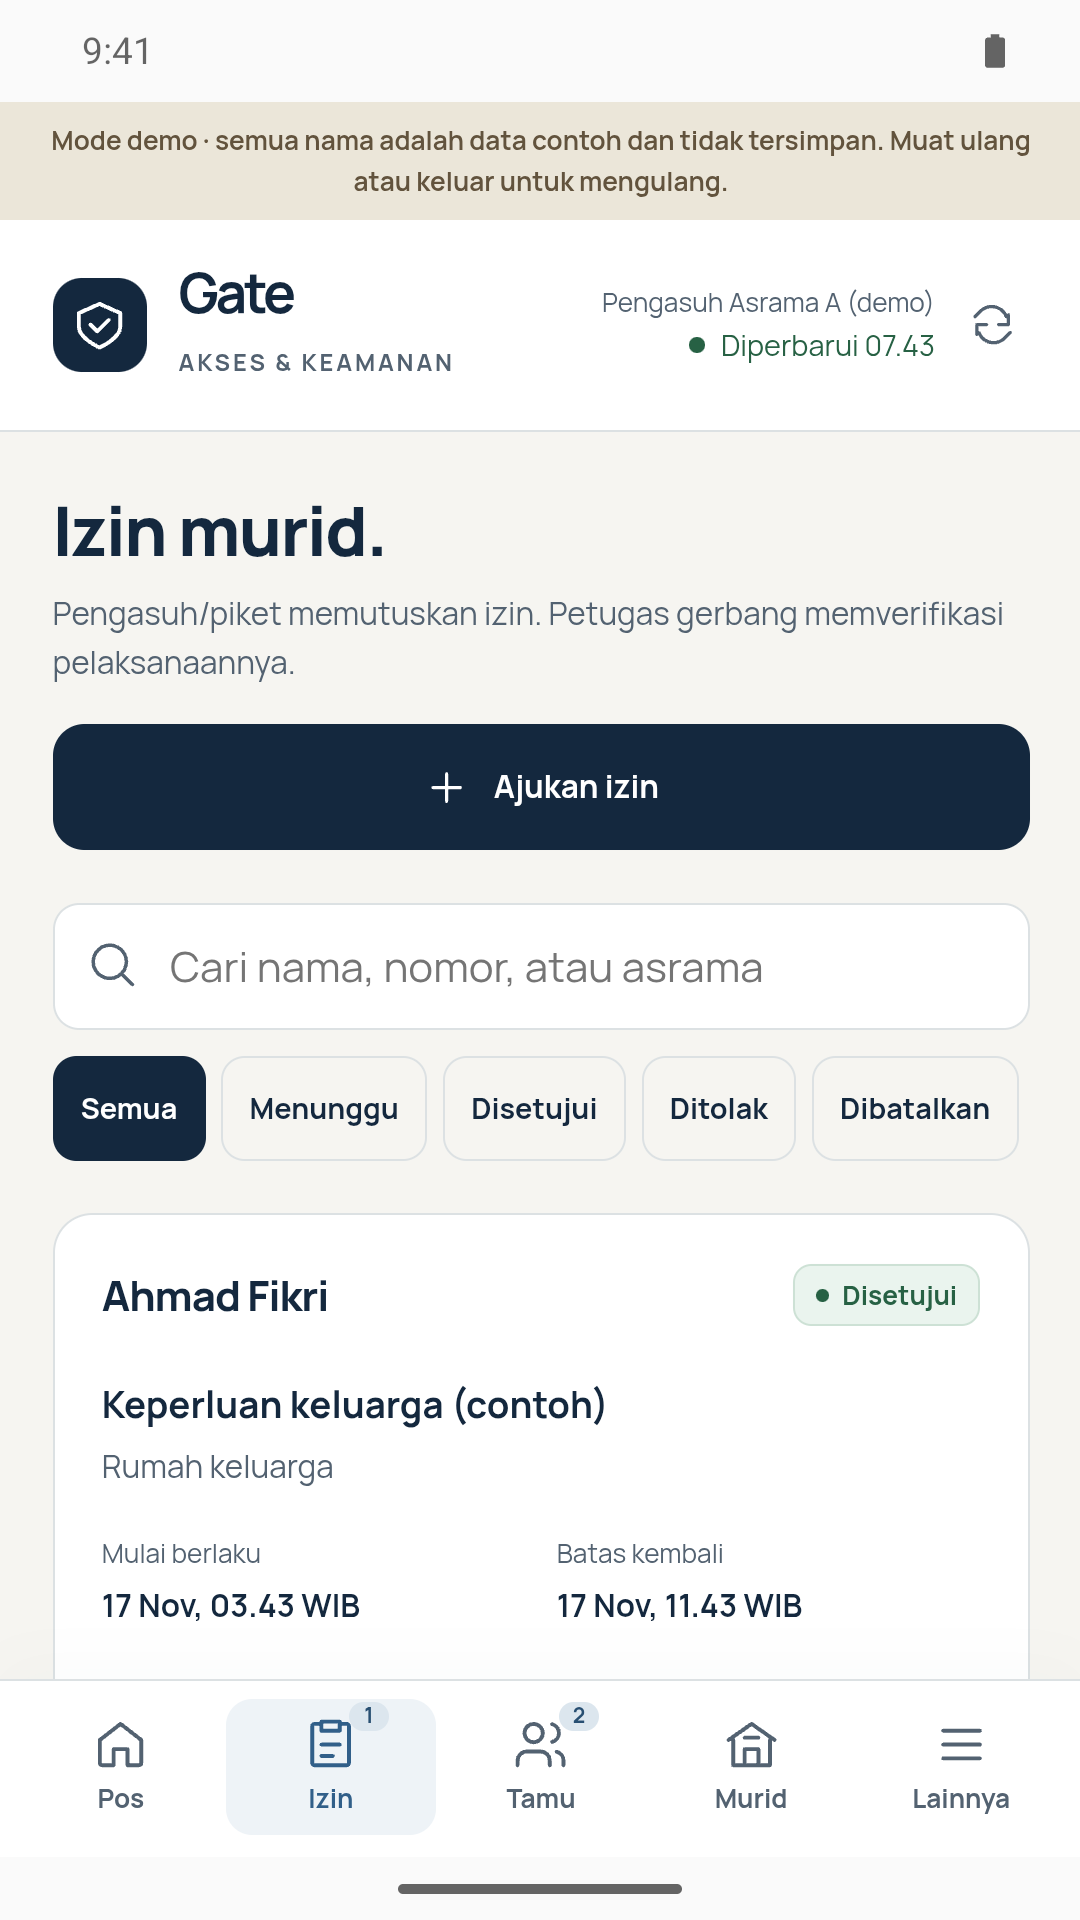 9:41
Mode demo · semua nama adalah data contoh dan tidak tersimpan. Muat ulang
atau keluar untuk mengulang.
Gate
AKSES & KEAMANAN
Pengasuh Asrama A (demo)
Diperbarui 07.43
Izin murid.
Pengasuh/piket memutuskan izin. Petugas gerbang memverifikasi
pelaksanaannya.
Ajukan izin
Cari nama, nomor, atau asrama
Semua Menunggu Disetujui Ditolak Dibatalkan
Ahmad Fikri
Disetujui
Keperluan keluarga (contoh)
Rumah keluarga
Mulai berlaku Batas kembali
17 Nov, 03.43 WIB 17 Nov, 11.43 WIB
1 2
Pos Izin Tamu Murid Lainnya